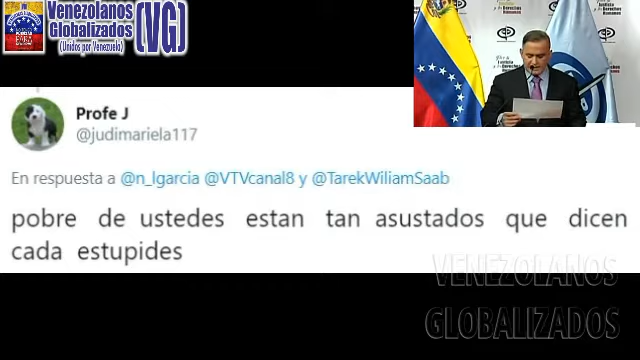 Venezolanos
Globalizados
(Unidos por Venezuela)
(VG)
Profe J
@judimariela117
En respuesta a @n_lgarcia @VTVcanal8 y @TarekWiliamSaab
pobre de ustedes estan tan asustados que dicen
cada estupides
VENEZOLANOS
GLOBALIZADOS